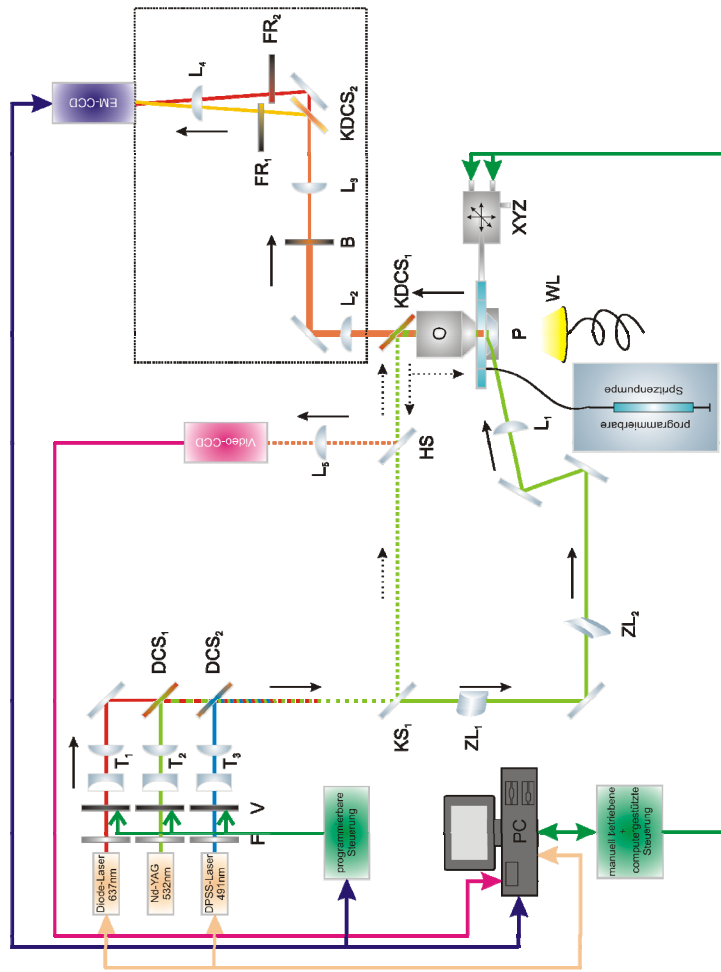 EM-CCD
FR₂
L₄
FR₁
KDCS₂
L₃
B
L₂
KDCS₁
O
XYZ
P
WL
programmierbare
Spritzenpumpe
L₁
Video-CCD
L₅
HS
DCS₁
DCS₂
T₁
T₂
T₃
V
F
Diode-Laser
637nm
Nd-YAG
532nm
DPSS-Laser
491nm
programmierbare
Steuerung
KS₁
ZL₁
ZL₂
PC
manuell betriebene
+
computergestützte
Steuerung